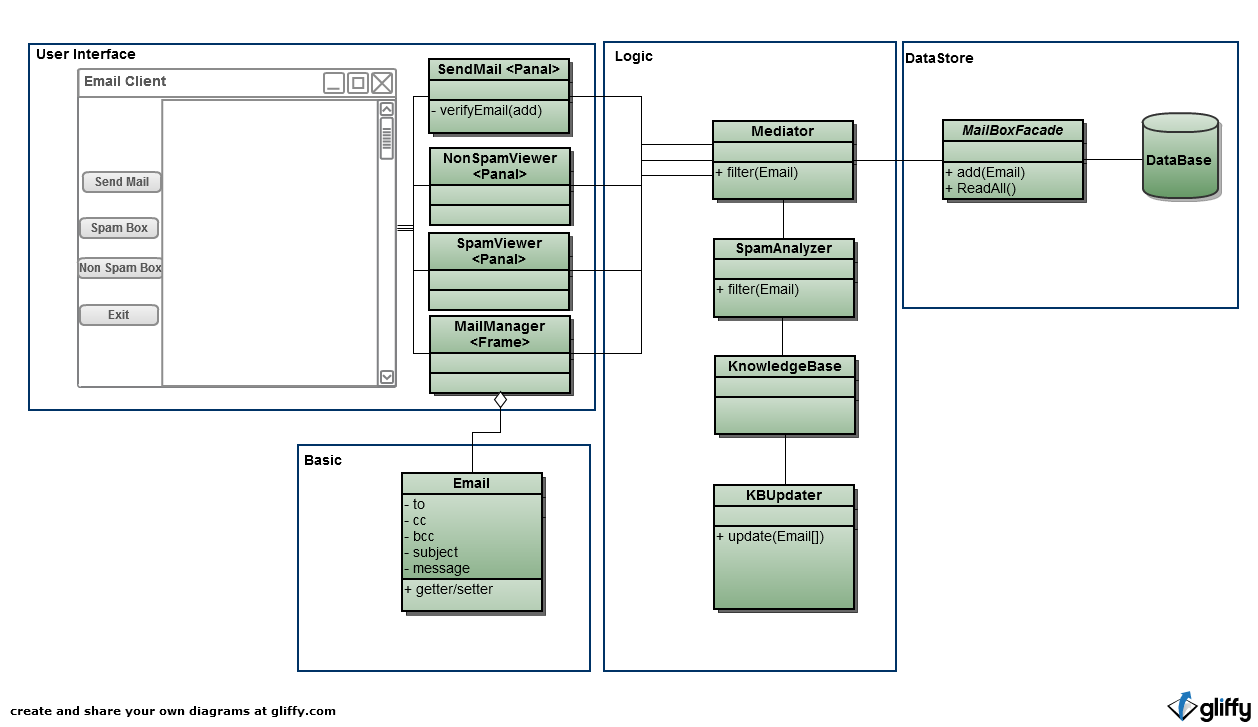 User Interface
Email Client
Send Mail
Spam Box
Non Spam Box
Exit
SendMail <Panal>
- verifyEmail(add)
NonSpamViewer
<Panal>
SpamViewer
<Panal>
MailManager
<Frame>
Basic
Email
- to
- cc
- bcc
- subject
- message
+ getter/setter
Logic
Mediator
+ filter(Email)
SpamAnalyzer
+ filter(Email)
KnowledgeBase
KBUpdater
+ update(Email[])
DataStore
MailBoxFacade
+ add(Email)
+ ReadAll()
DataBase
create and share your own diagrams at gliffy.com
gliffy